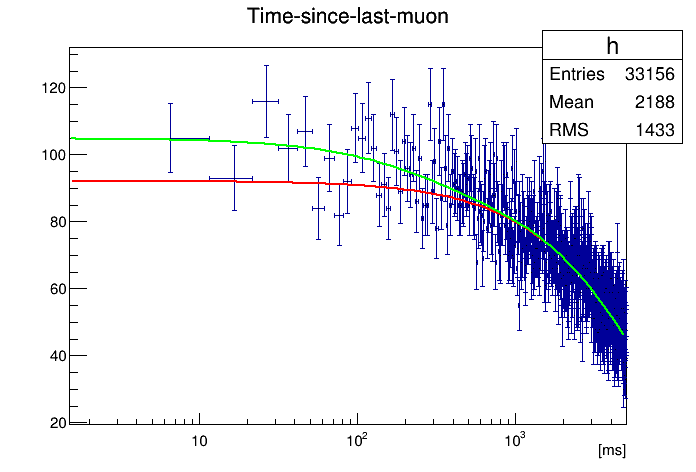 Time-since-last-muon
h
Entries 33156
Mean 2188
RMS 1433
120
100
80
60
40
20
10
10²
10³
[ms]